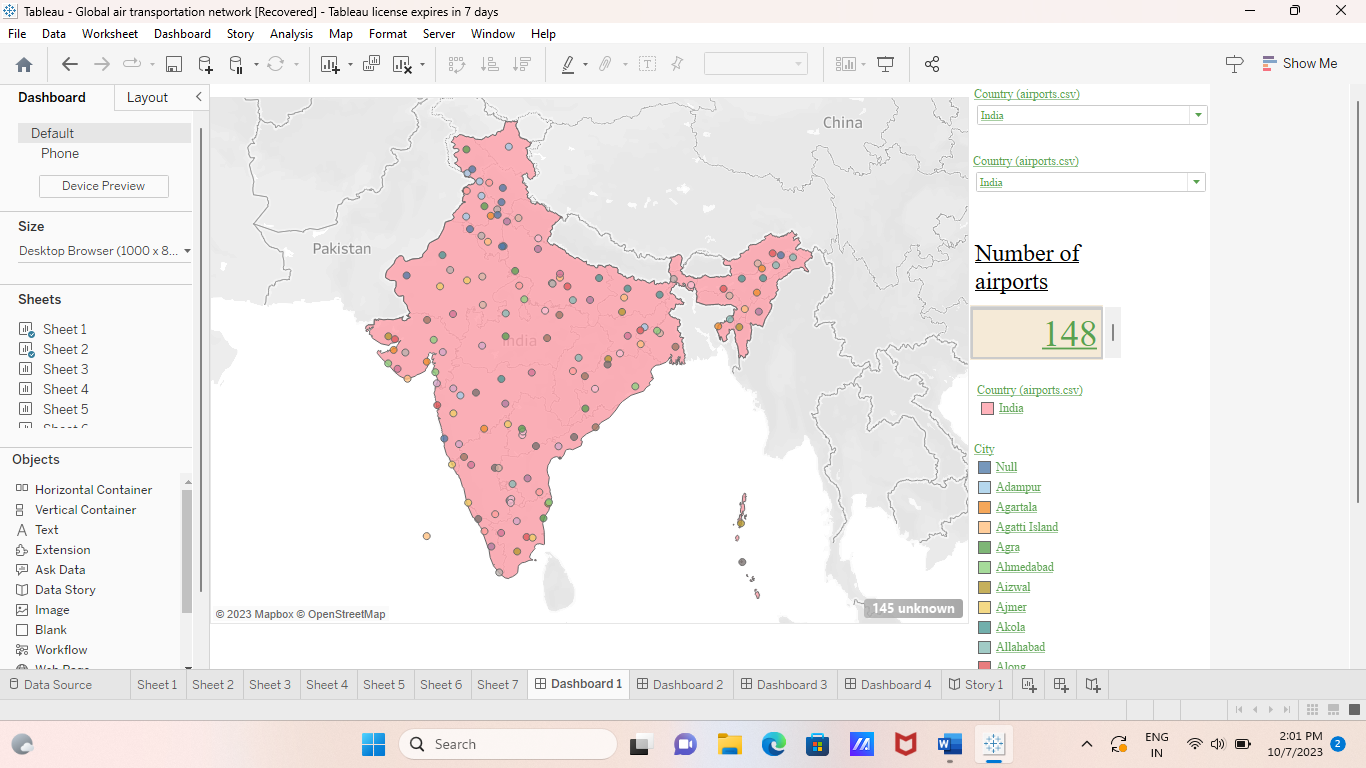 Tableau - Global air transportation network [Recovered] - Tableau license expires in 7 days
File Data Worksheet Dashboard Story Analysis Map Format Server Window Help
Show Me
Dashboard Layout
Default
Phone
Device Preview
Size
Desktop Browser (1000 x 8...
Sheets
Sheet 1
Sheet 2
Sheet 3
Sheet 4
Sheet 5
Objects
Horizontal Container
Vertical Container
Text
Extension
Ask Data
Data Story
Image
Blank
Workflow
China
Pakistan
India
© 2023 Mapbox © OpenStreetMap
145 unknown
Country (airports.csv)
India
Country (airports.csv)
India
Number of
airports
148
Country (airports.csv)
India
City
Null
Adampur
Agartala
Agatti Island
Agra
Ahmedabad
Aizwal
Ajmer
Akola
Allahabad
Along
Data Source Sheet 1 Sheet 2 Sheet 3 Sheet 4 Sheet 5 Sheet 6 Sheet 7 Dashboard 1 Dashboard 2 Dashboard 3 Dashboard 4 Story 1
Search
ENG
IN
2:01 PM
10/7/2023
2